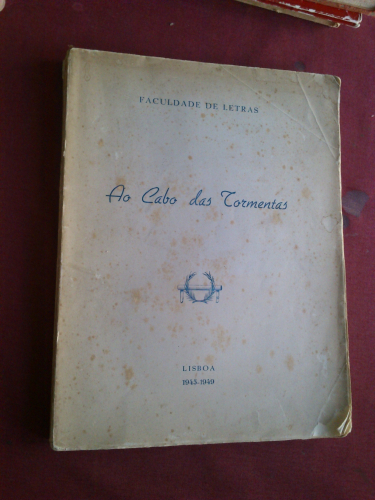 FACULDADE DE LETRAS
Ao Cabo das Tormentas
LISBOA
1945-1949